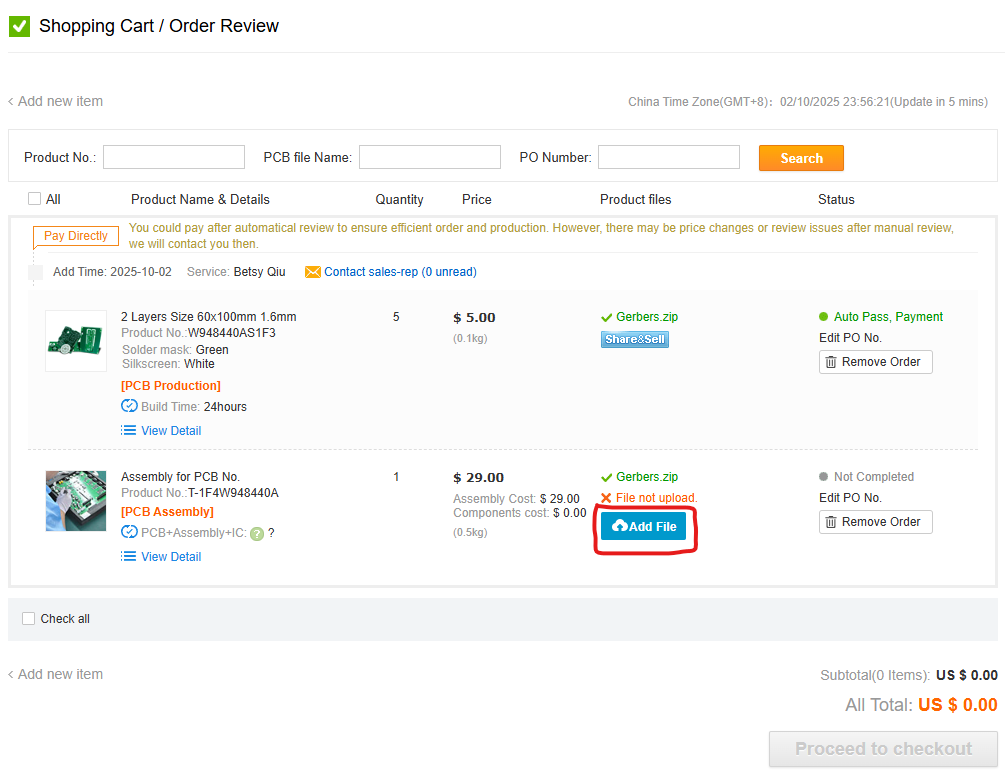 Shopping Cart / Order Review
< Add new item
China Time Zone(GMT+8): 02/10/2025 23:56:21(Update in 5 mins)
Product No.: PCB file Name: PO Number: Search
All Product Name & Details Quantity Price Product files Status
Pay Directly
You could pay after automatical review to ensure efficient order and production. However, there may be price changes or review issues after manual review,
we will contact you then.
Add Time: 2025-10-02 Service: Betsy Qiu Contact sales-rep (0 unread)
2 Layers Size 60x100mm 1.6mm 5 $ 5.00 Gerbers.zip Auto Pass, Payment
Product No.:W948440AS1F3 (0.1kg) Share&Sell Edit PO No.
Solder mask: Green
Silkscreen: White Remove Order
[PCB Production]
Build Time: 24hours
View Detail
Assembly for PCB No. 1 $ 29.00 Gerbers.zip Not Completed
Product No.:T-1F4W948440A Assembly Cost: $ 29.00 File not upload. Edit PO No.
[PCB Assembly] Components cost: $ 0.00
PCB+Assembly+IC: ? ? (0.5kg) Add File Remove Order
View Detail
Check all
< Add new item Subtotal(0 Items): US $ 0.00
All Total: US $ 0.00
Proceed to checkout